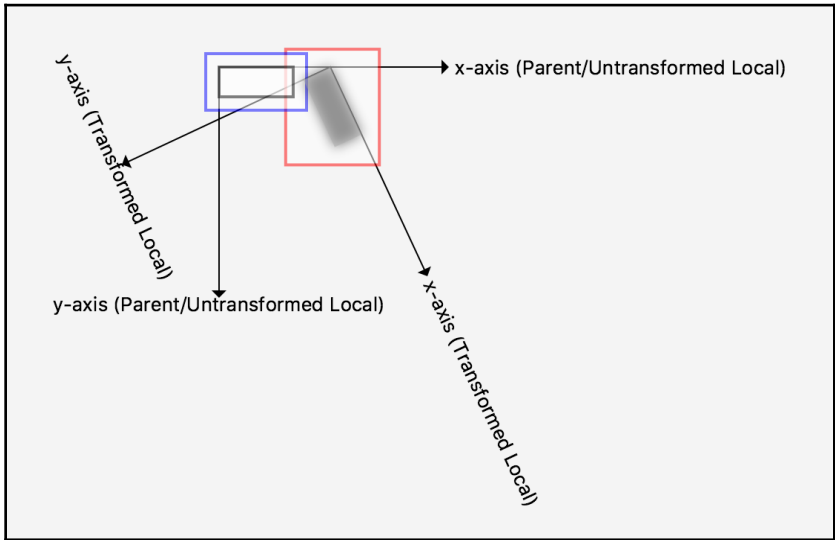 x-axis (Parent/Untransformed Local)
y-axis (Transformed Local)
y-axis (Parent/Untransformed Local)
x-axis (Transformed Local)